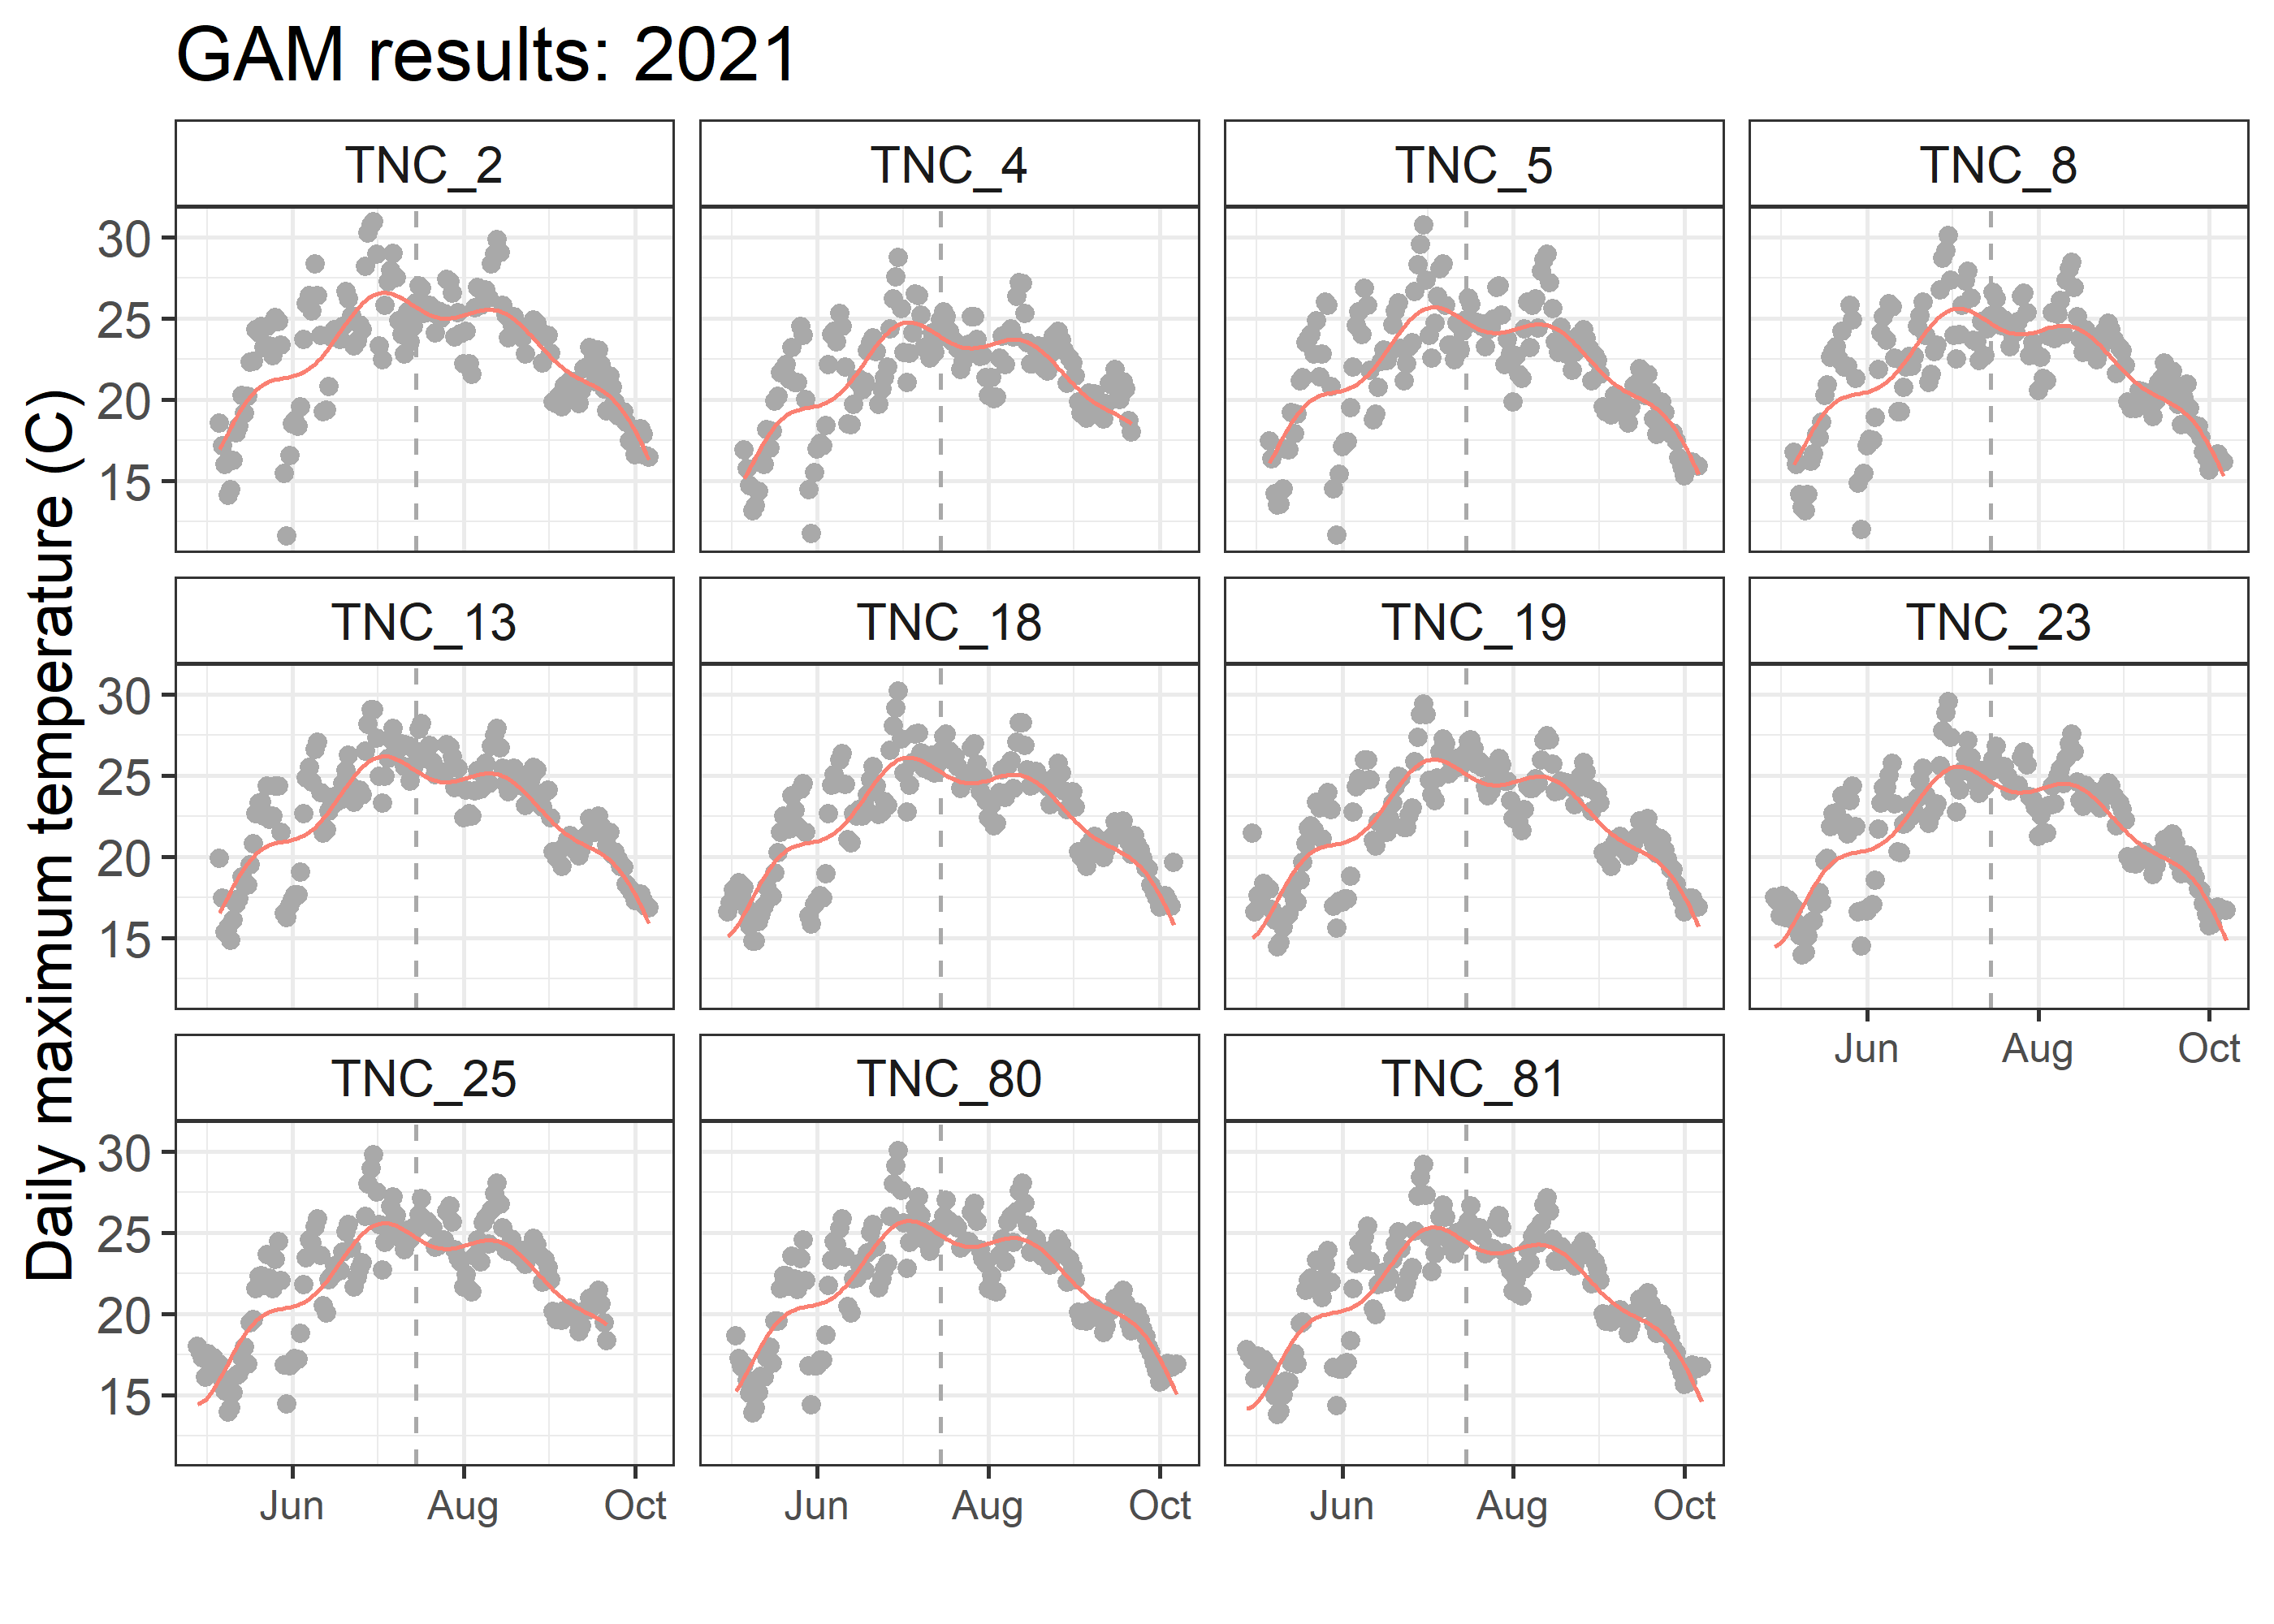 GAM results: 2021
TNC_2 TNC_4 TNC_5 TNC_8
30
25
20
15
TNC_13 TNC_18 TNC_19 TNC_23
30
25
20
15
Jun Aug Oct
TNC_25 TNC_80 TNC_81
30
25
20
15
Jun Aug Oct Jun Aug Oct Jun Aug Oct
Daily maximum temperature (C)